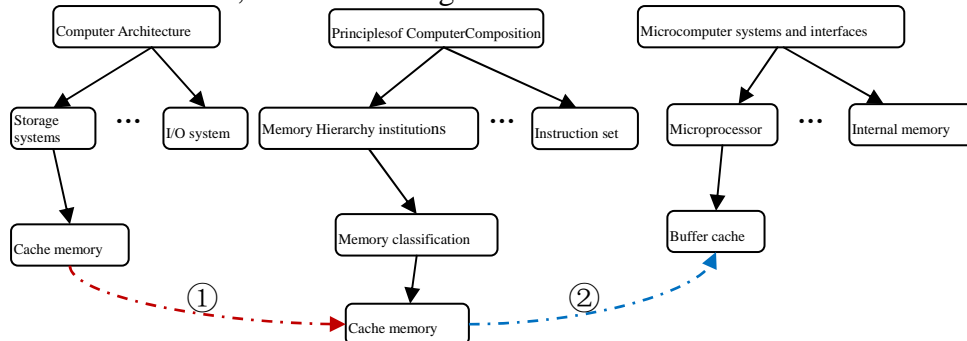 Computer Architecture
Principlesof ComputerComposition
Microcomputer systems and interfaces
Storage
systems
...
I/O system
Memory Hierarchy institutions
...
Instruction set
Microprocessor
...
Internal memory
Cache memory
Memory classification
Buffer cache
①
②
Cache memory